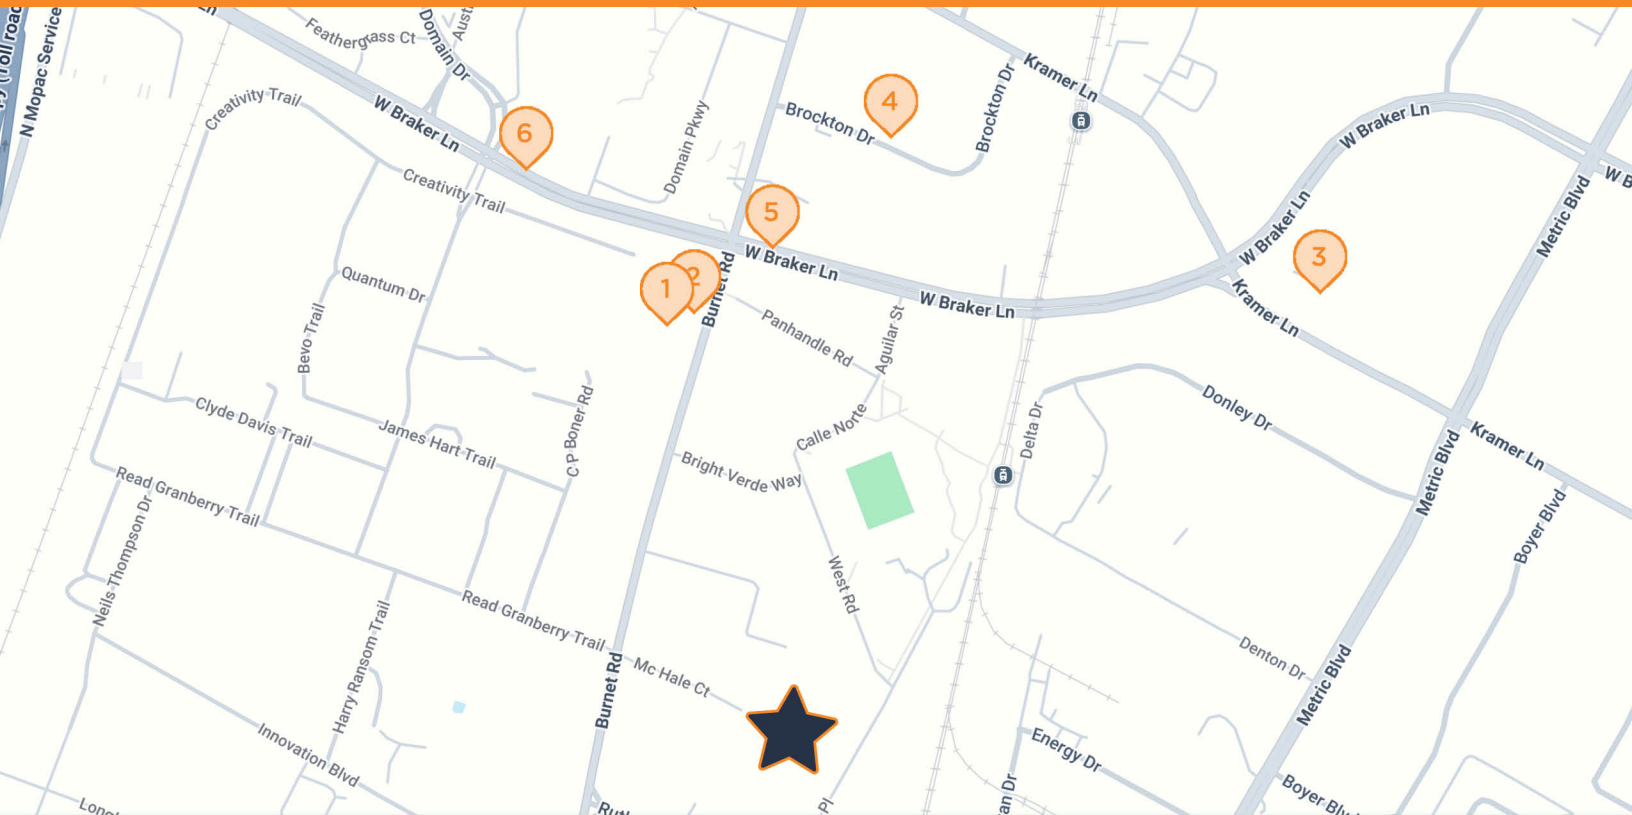 N Mopac Service
Feathergrass Ct
Domain Dr
Creativity Trail
W Braker Ln
6
Creativity Trail
Domain Pkwy
Brockton Dr
4
Brockton Dr
Kramer Ln
W Braker Ln
W B
Metric Blvd
5
W Braker Ln
W Braker Ln
3
1
2
Burnet Rd
Quantum Dr
Bevo Trail
Panhandle Rd
Aguilar St
W Braker Ln
Kramer Ln
Clyde Davis Trail
James Hart Trail
C P Boner Rd
Calle Norte
Delta Dr
Donley Dr
Kramer Ln
Metric Blvd
Read Granberry Trail
Bright Verde Way
Neils Thompson Dr
Boyer Blvd
West Rd
Read Granberry Trail
Harry Ransom Trail
Mc Hale Ct
Burnet Rd
Denton Dr
Metric Blvd
Innovation Blvd
Energy Dr
Pl